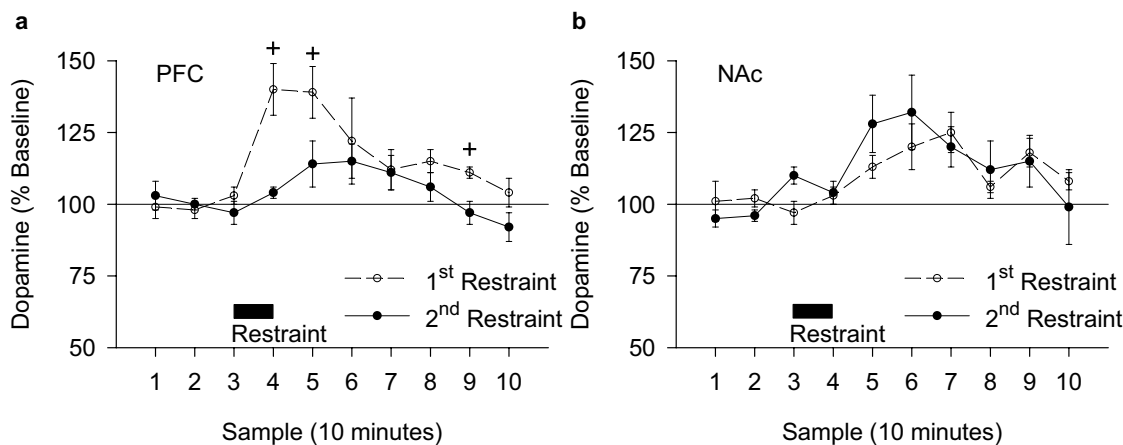 a
b
150
125
100
75
50
Dopamine (% Baseline)
PFC
+
+
+
1st Restraint
2nd Restraint
Restraint
1 2 3 4 5 6 7 8 9 10
Sample (10 minutes)
150
125
100
75
50
Dopamine (% Baseline)
NAc
1st Restraint
2nd Restraint
Restraint
1 2 3 4 5 6 7 8 9 10
Sample (10 minutes)